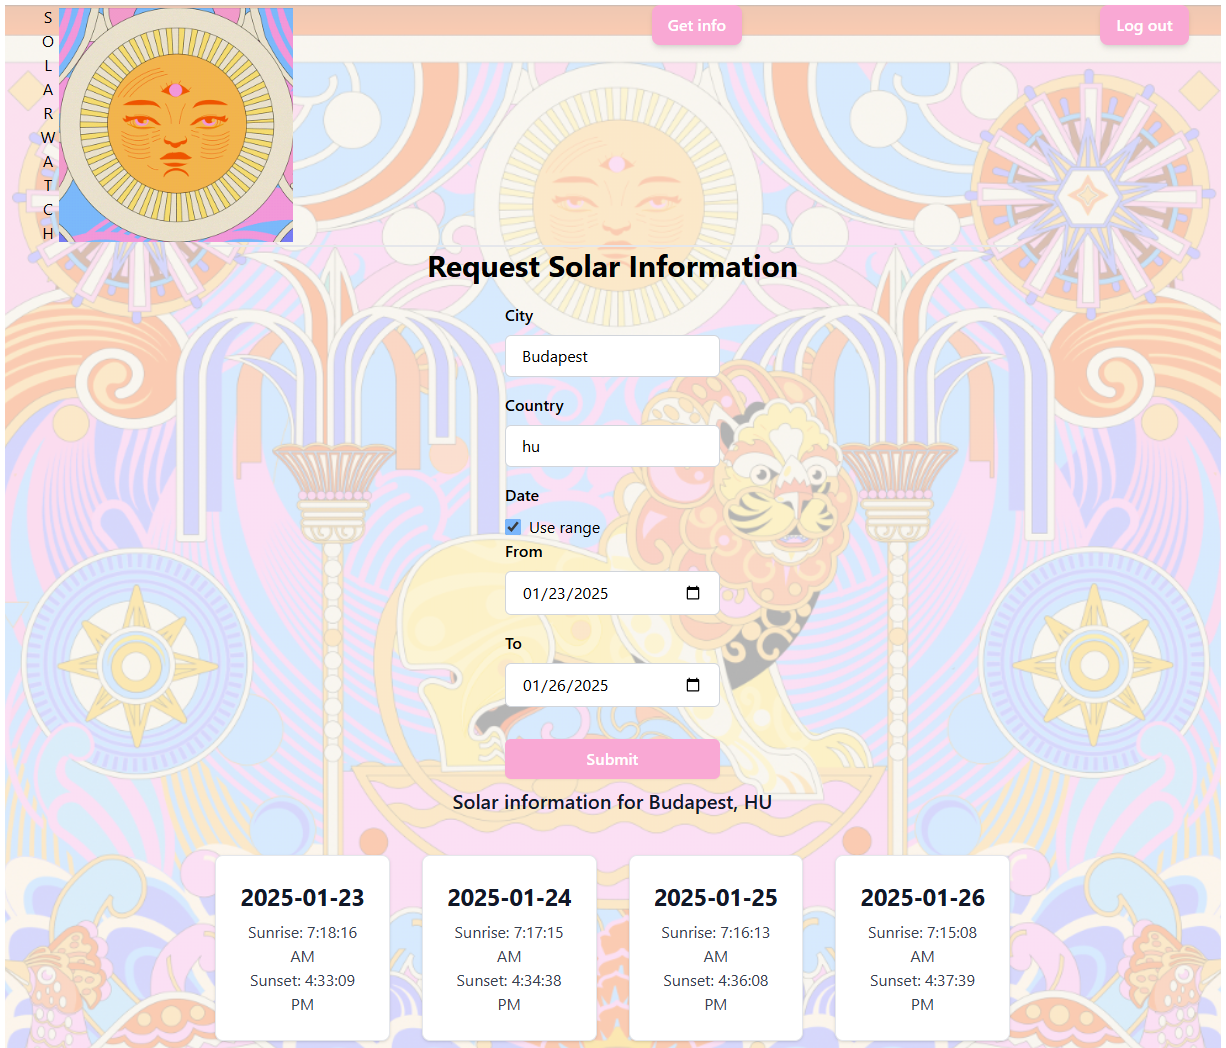 SOLARWATCH
Get info
Log out
Request Solar Information
City
Budapest
Country
hu
Date
Use range
From
01/23/2025
To
01/26/2025
Submit
Solar information for Budapest, HU
2025-01-23
Sunrise: 7:18:16
AM
Sunset: 4:33:09
PM
2025-01-24
Sunrise: 7:17:15
AM
Sunset: 4:34:38
PM
2025-01-25
Sunrise: 7:16:13
AM
Sunset: 4:36:08
PM
2025-01-26
Sunrise: 7:15:08
AM
Sunset: 4:37:39
PM